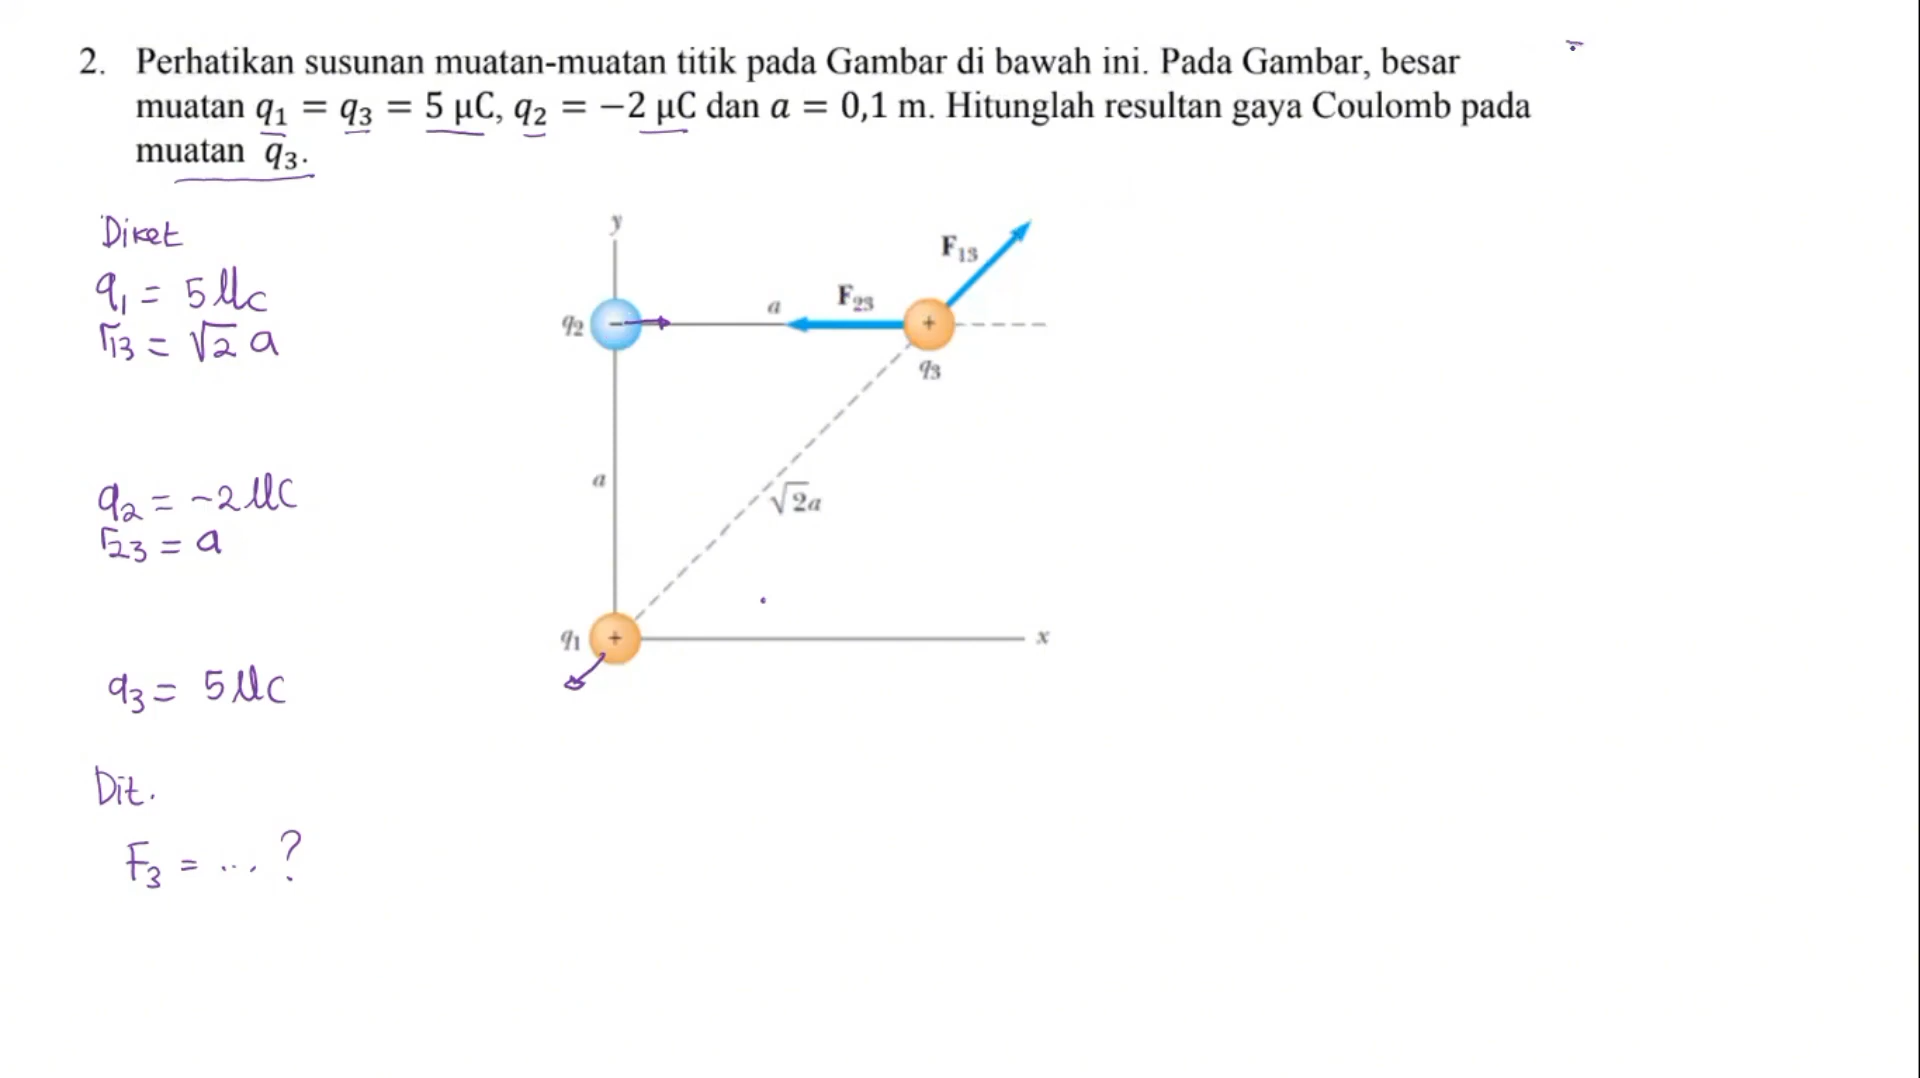 2. Perhatikan susunan muatan-muatan titik pada Gambar di bawah ini. Pada Gambar, besar
muatan q₁ = q₃ = 5 μC, q₂ = −2 μC dan a = 0,1 m. Hitunglah resultan gaya Coulomb pada
muatan q₃.
Diket
q₁ = 5 μC
r₁₃ = √2 a
q₂ = -2 μC
r₂₃ = a
q₃ = 5 μC
Dit.
F₃ = ... ?
y
F₁₃
F₂₃
a
q₂
−
+
q₃
a
√2a
q₁
+
x